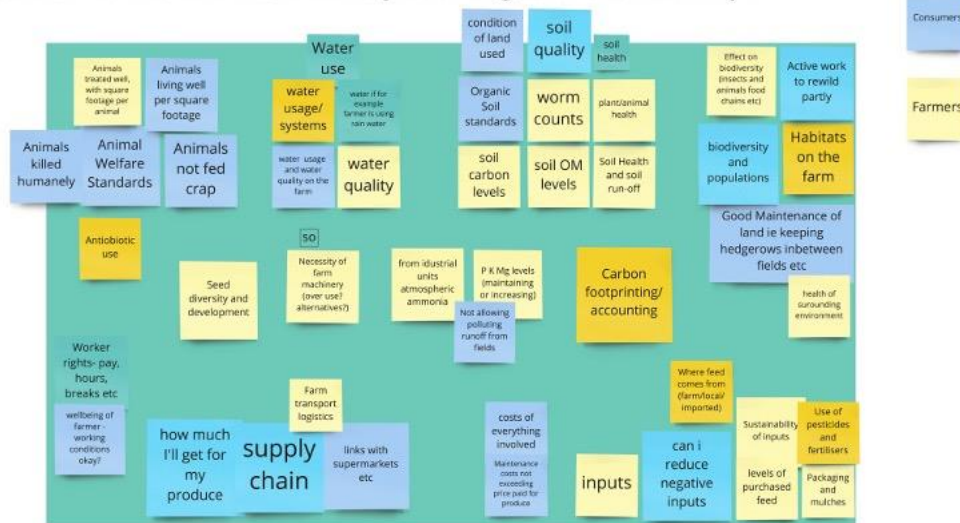 Consumers
Farmers
Animals
treated well,
with square
footage per
animal
Animals
living well
per square
footage
Animals
killed
humanely
Animal
Welfare
Standards
Animals
not fed
crap
Antiobiotic
use
Water
use
water
usage/
systems
water if for
example
farmer is using
rain water
water usage
and water
quality on the
farm
water
quality
condition
of land
used
soil
quality
soil
health
Organic
Soil
standards
worm
counts
plant/animal
health
soil
carbon
levels
soil OM
levels
Soil Health
and soil
run-off
Effect on
biodiversity
(insects and
animals food
chains etc)
Active work
to rewild
partly
biodiversity
and
populations
Habitats
on the
farm
Good Maintenance of
land ie keeping
hedgerows inbetween
fields etc
health of
surounding
environment
Seed
diversity and
development
so
Necessity of
farm
machinery
(over use?
alternatives?)
from idustrial
units
atmospheric
ammonia
P K Mg levels
(maintaining
or increasing)
Not allowing
polluting
runoff from
fields
Carbon
footprinting/
accounting
Worker
rights- pay,
hours,
breaks etc
wellbeing of
farmer -
working
conditions
okay?
how much
I'll get for
my
produce
Farm
transport
logistics
supply
chain
links with
supermarkets
etc
costs of
everything
involved
Maintenance
costs not
exceeding
price paid for
produce
inputs
Where feed
comes from
(farm/local/
imported)
can i
reduce
negative
inputs
Sustainability
of inputs
Use of
pesticides
and
fertilisers
levels of
purchased
feed
Packaging
and
mulches